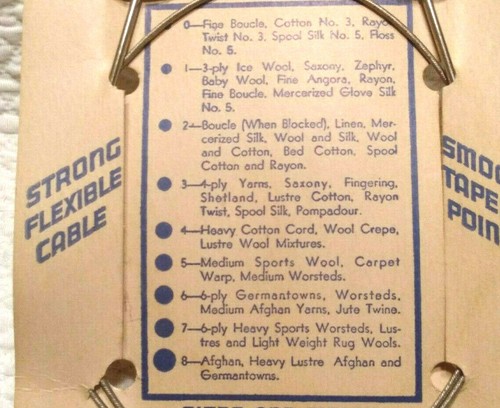 0—Fine Boucle, Cotton No. 3, Rayon
Twist No. 3, Spool Silk No. 5, Floss
No. 5.
1—3-ply Ice Wool, Saxony, Zephyr,
Baby Wool, Fine Angora, Rayon,
Fine Boucle. Mercerized Glove Silk
No. 5.
2—Boucle (When Blocked), Linen, Mer-
cerized Silk, Wool and Silk, Wool
and Cotton, Bed Cotton, Spool
Cotton and Rayon.
3—4-ply Yarns, Saxony, Fingering,
Shetland, Lustre Cotton, Rayon
Twist, Spool Silk, Pompadour.
4—Heavy Cotton Cord, Wool Crepe,
Lustre Wool Mixtures.
5—Medium Sports Wool, Carpet
Warp, Medium Worsteds.
6—6-ply Germantowns, Worsteds,
Medium Afghan Yarns, Jute Twine.
7—6-ply Heavy Sports Worsteds, Lus-
tres and Light Weight Rug Wools.
8—Afghan, Heavy Lustre Afghan and
Germantowns.
STRONG
FLEXIBLE
CABLE
SMOO
TAPE
POIN